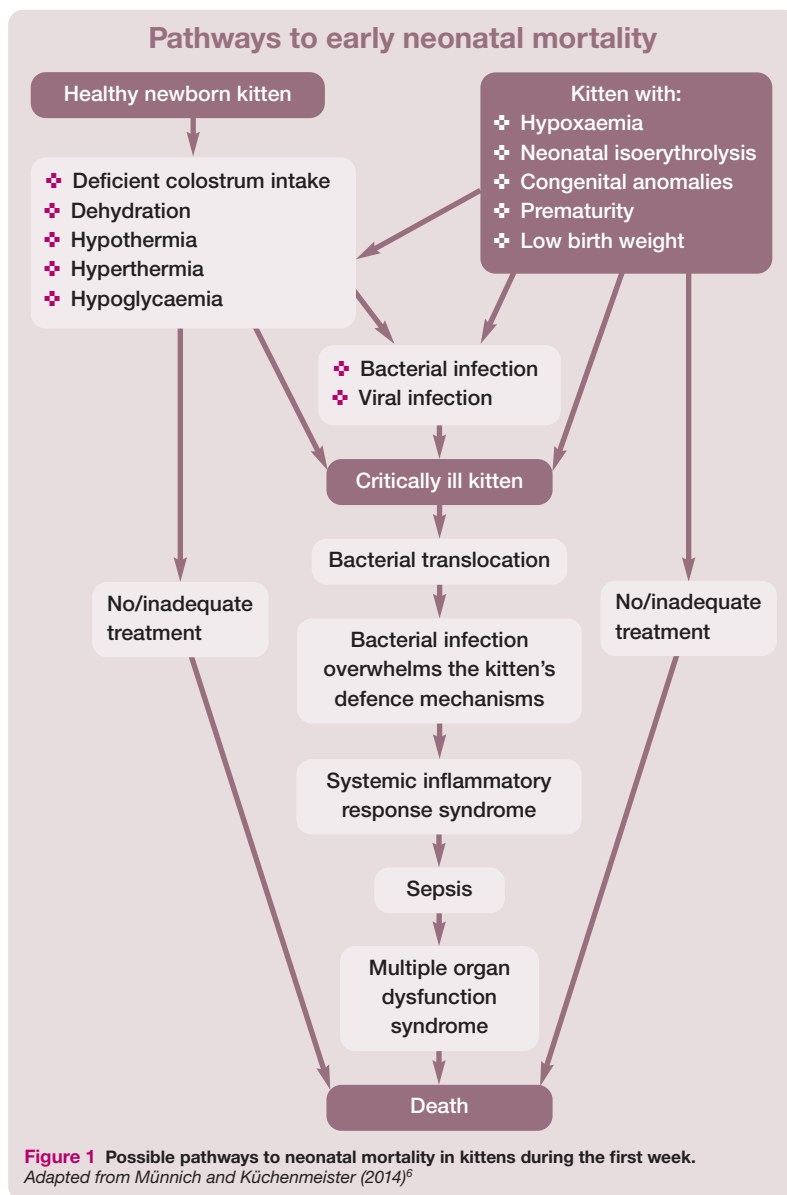 Pathways to early neonatal mortality
Healthy newborn kitten
Kitten with:
Hypoxaemia
Neonatal isoerythrolysis
Congenital anomalies
Prematurity
Low birth weight
Deficient colostrum intake
Dehydration
Hypothermia
Hyperthermia
Hypoglycaemia
Bacterial infection
Viral infection
Critically ill kitten
Bacterial translocation
No/inadequate
treatment
Bacterial infection
overwhelms the kitten's
defence mechanisms
No/inadequate
treatment
Systemic inflammatory
response syndrome
Sepsis
Multiple organ
dysfunction
syndrome
Death
Figure 1 Possible pathways to neonatal mortality in kittens during the first week.
Adapted from Münnich and Küchenmeister (2014)⁶